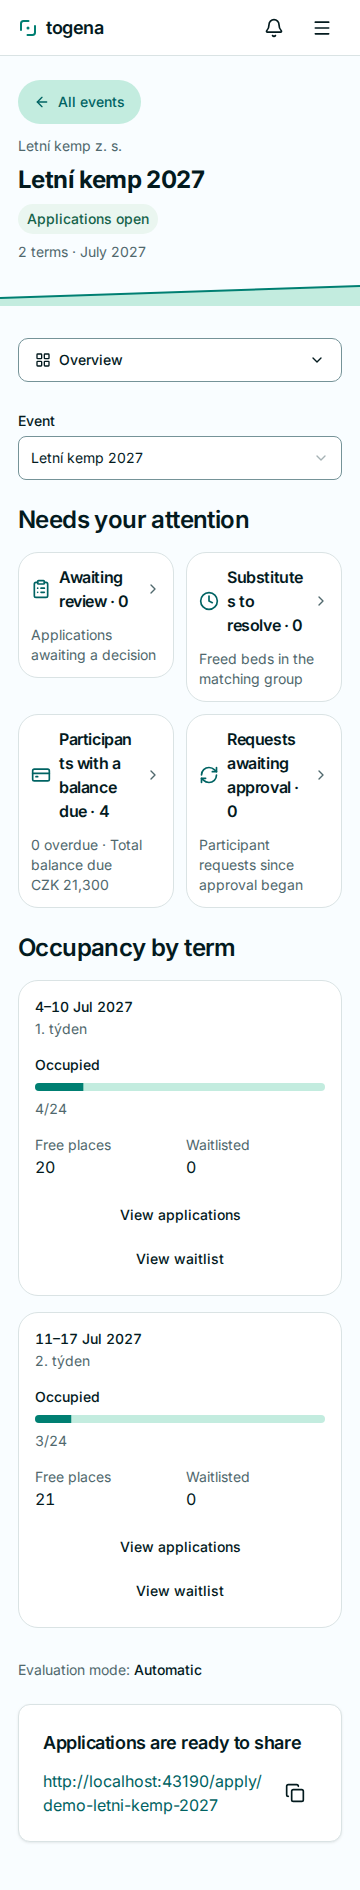 togena
All events
Letní kemp z. s.
Letní kemp 2027
Applications open
2 terms · July 2027
Overview
Event
Letní kemp 2027
Needs your attention
Awaiting
review · 0
Applications
awaiting a decision
Substitute
s to
resolve · 0
Freed beds in the
matching group
Participan
ts with a
balance
due · 4
0 overdue · Total
balance due
CZK 21,300
Requests
awaiting
approval ·
0
Participant
requests since
approval began
Occupancy by term
4–10 Jul 2027
1. týden
Occupied
4/24
Free places Waitlisted
20 0
View applications
View waitlist
11–17 Jul 2027
2. týden
Occupied
3/24
Free places Waitlisted
21 0
View applications
View waitlist
Evaluation mode: Automatic
Applications are ready to share
http://localhost:43190/apply/
demo-letni-kemp-2027